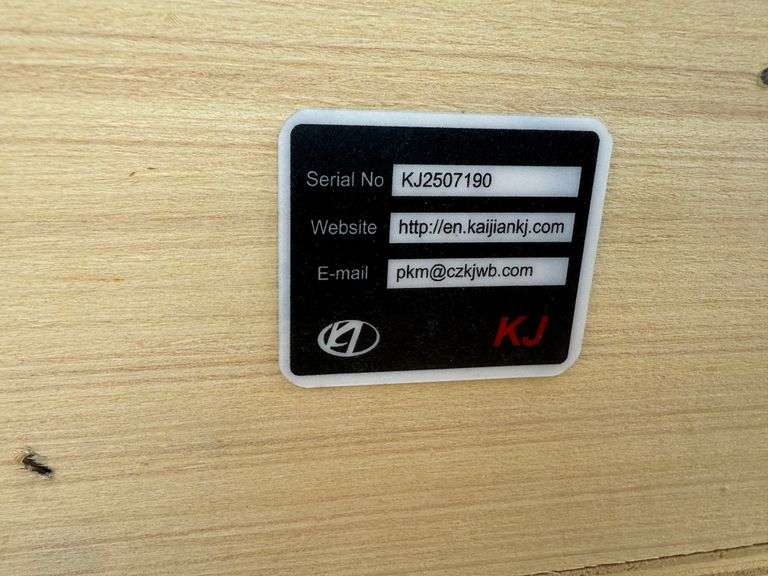 Serial No KJ2507190
Website http://en.kaijiankj.com
E-mail pkm@czkjwb.com
KJ